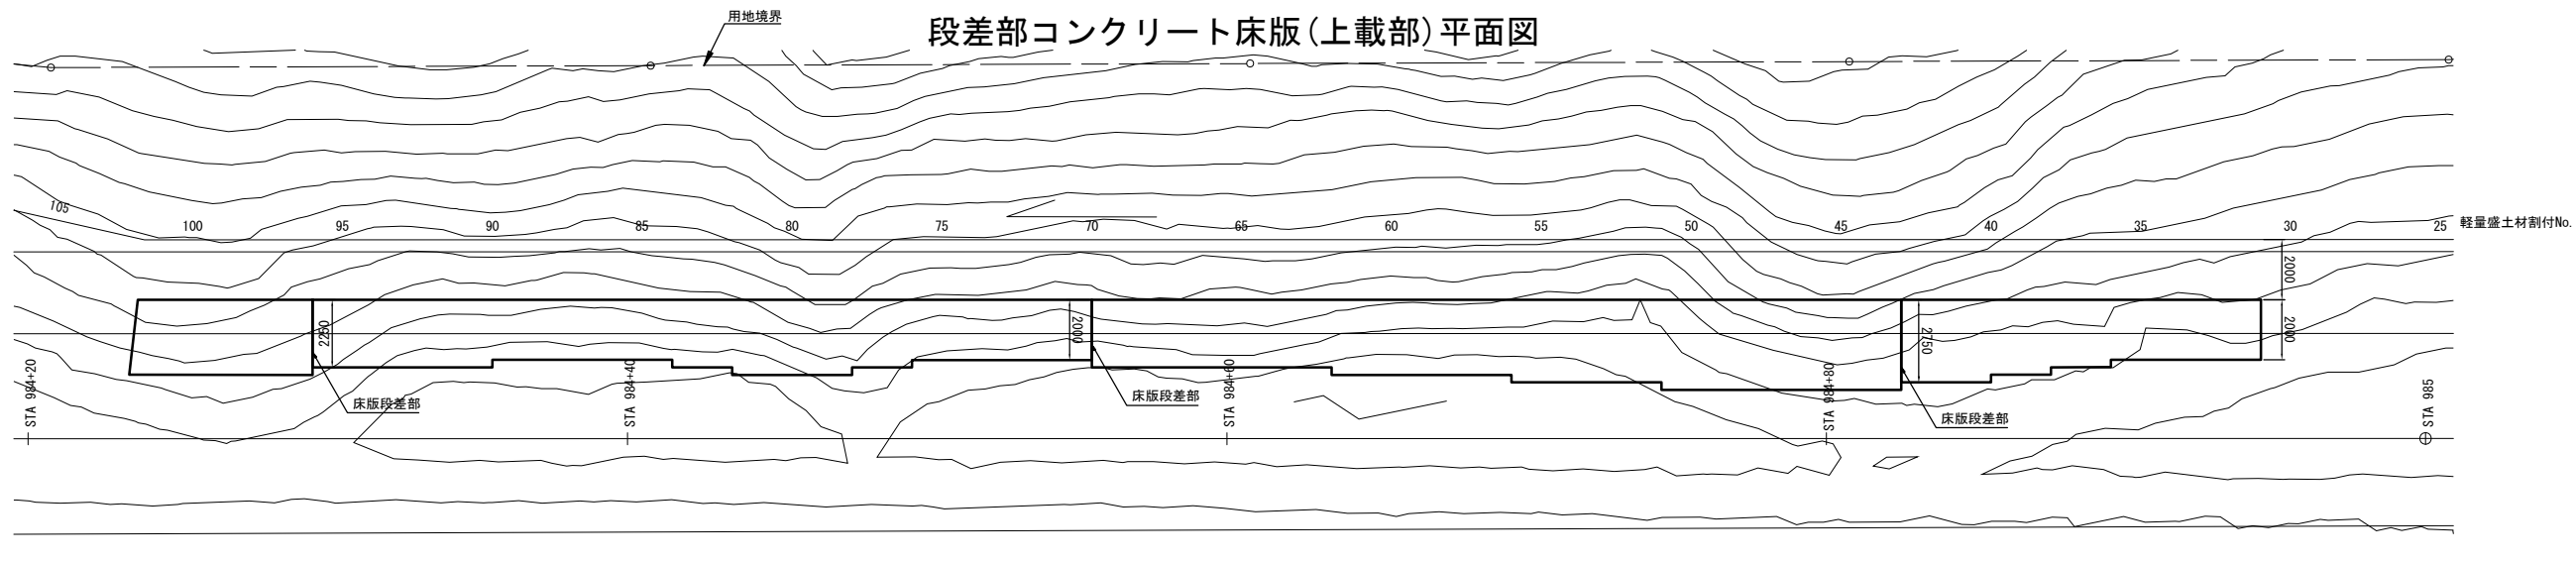 段差部コンクリート床版(上載部)平面図
用地境界
105
100
95
90
85
80
75
70
65
60
55
50
45
40
35
30
25
軽量盛土材割付No.
2250
2000
2750
2000
2000
床版段差部
床版段差部
床版段差部
STA 984+20
STA 984+40
STA 984+60
STA 984+80
STA 985